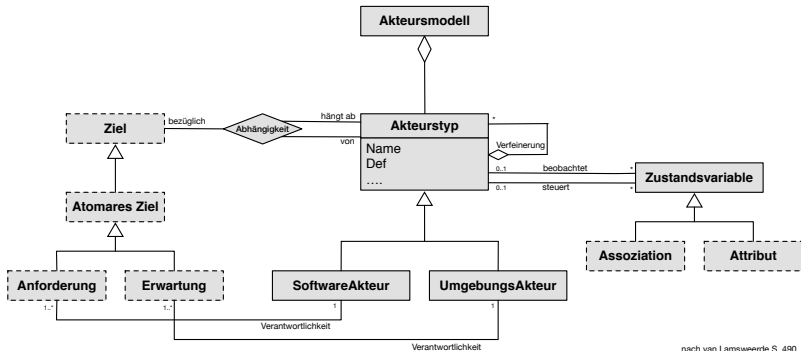 Akteursmodell
Ziel
bezüglich
Abhängigkeit
hängt ab
von
Akteurstyp
Name
Def
....
*
Verfeinerung
0..1
beobachtet
*
0..1
steuert
*
Zustandsvariable
Atomares Ziel
Assoziation
Attribut
Anforderung
Erwartung
SoftwareAkteur
UmgebungsAkteur
1..*
1..*
1
1
Verantwortlichkeit
Verantwortlichkeit
nach van Lamsweerde S. 490